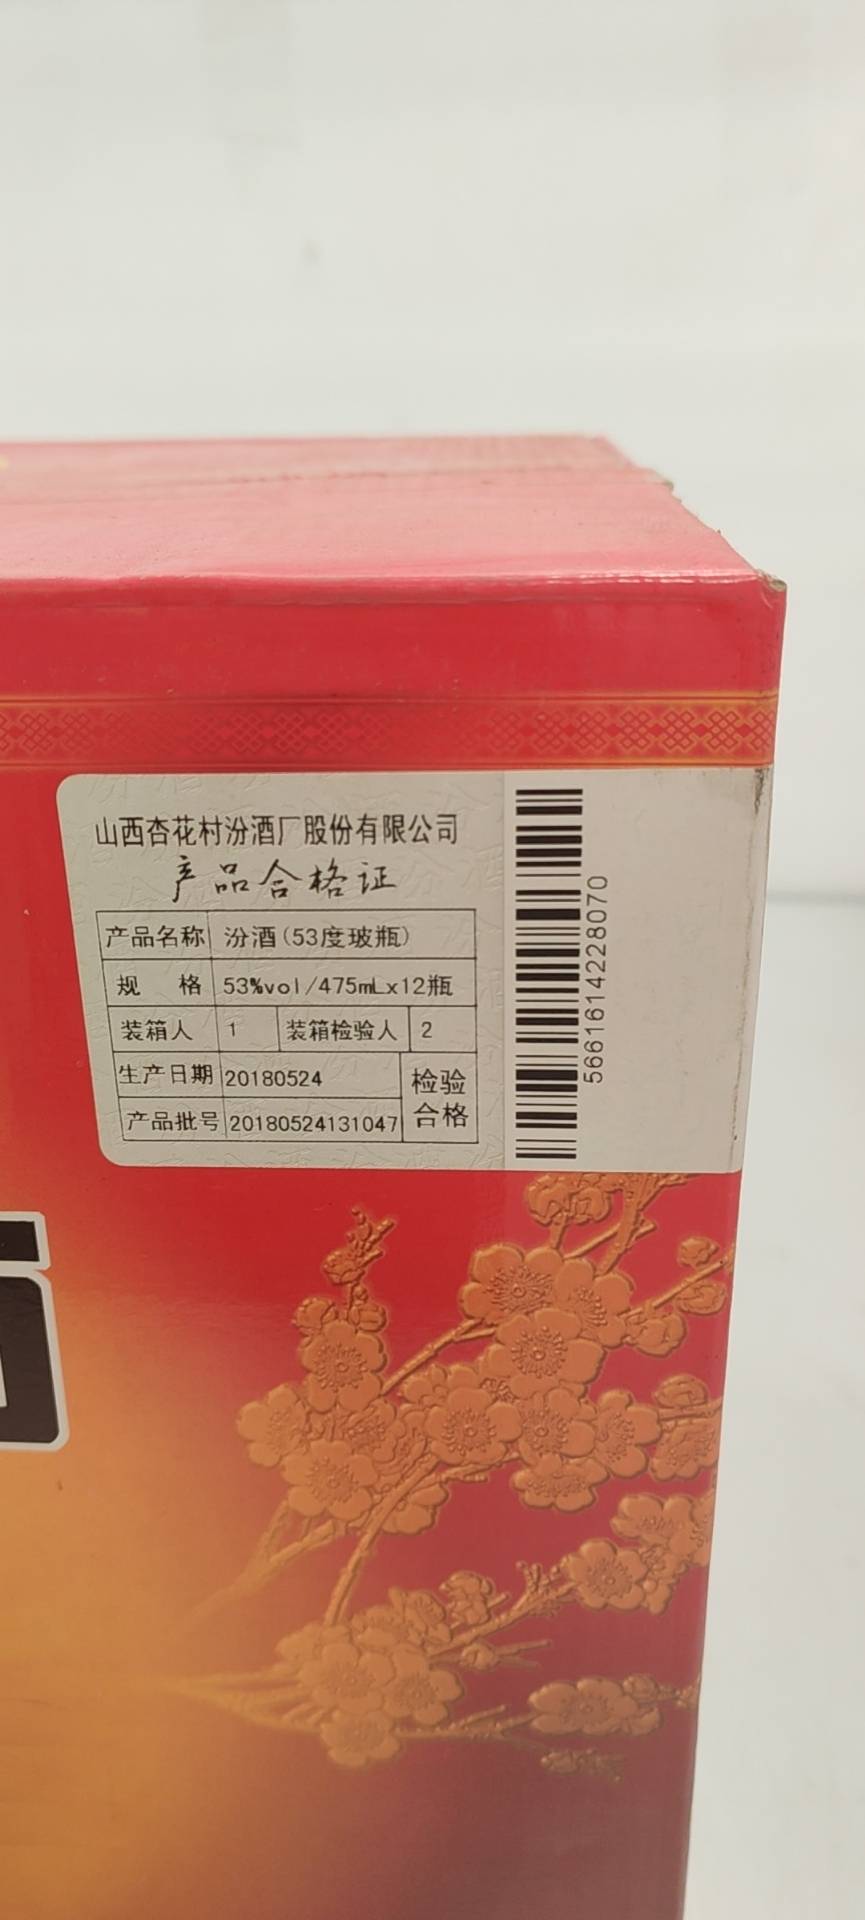 山西杏花村汾酒厂股份有限公司
产品合格证
产品名称 汾酒(53度玻瓶)
规 格 53%vol/475mLx12瓶
装箱人 1 装箱检验人 2
生产日期 20180524 检验
产品批号 20180524131047 合格
5661614228070